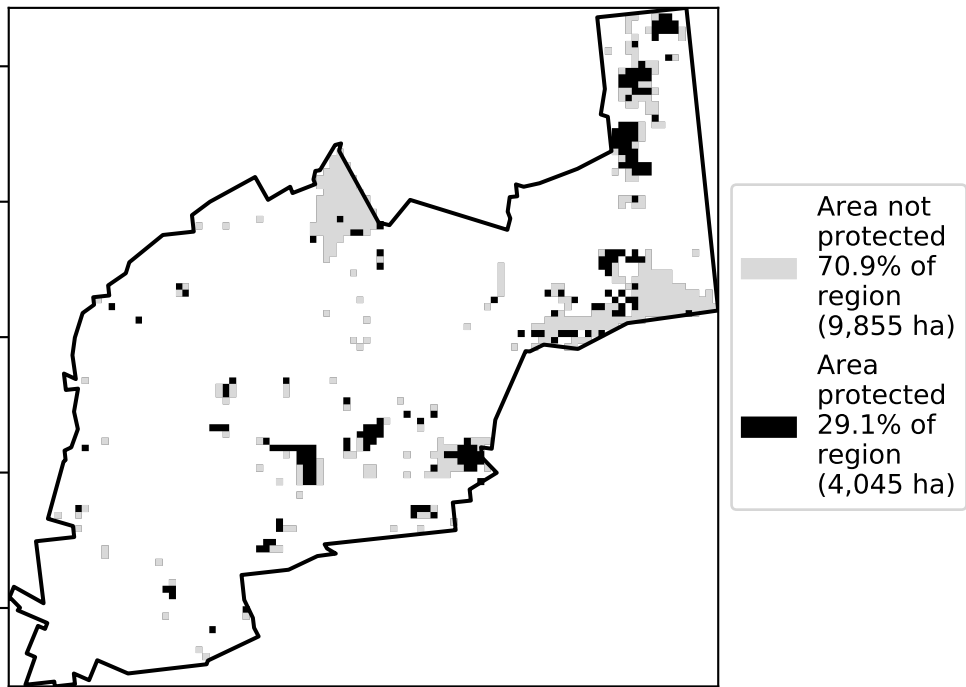 Area not
protected
70.9% of
region
(9,855 ha)
Area
protected
29.1% of
region
(4,045 ha)